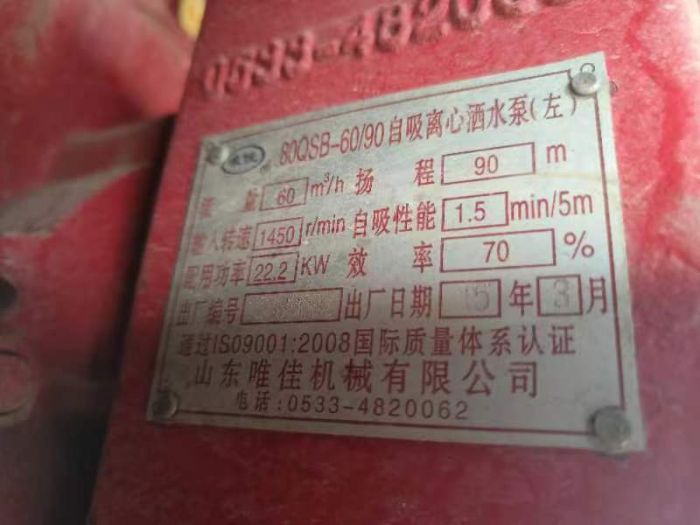 0533-48200
80QSB-60/90自吸离心洒水泵(左)
流 量 60 m³/h 扬 程 90 m
输入转速 1450 r/min 自吸性能 1.5 min/5m
配用功率 22.2 KW 效 率 70 %
出厂编号 出厂日期 15 年 3 月
通过ISO9001:2008国际质量体系认证
山东唯佳机械有限公司
电话:0533-4820062